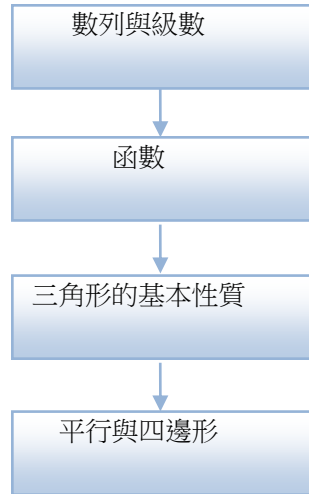 數列與級數
函數
三角形的基本性質
平行與四邊形